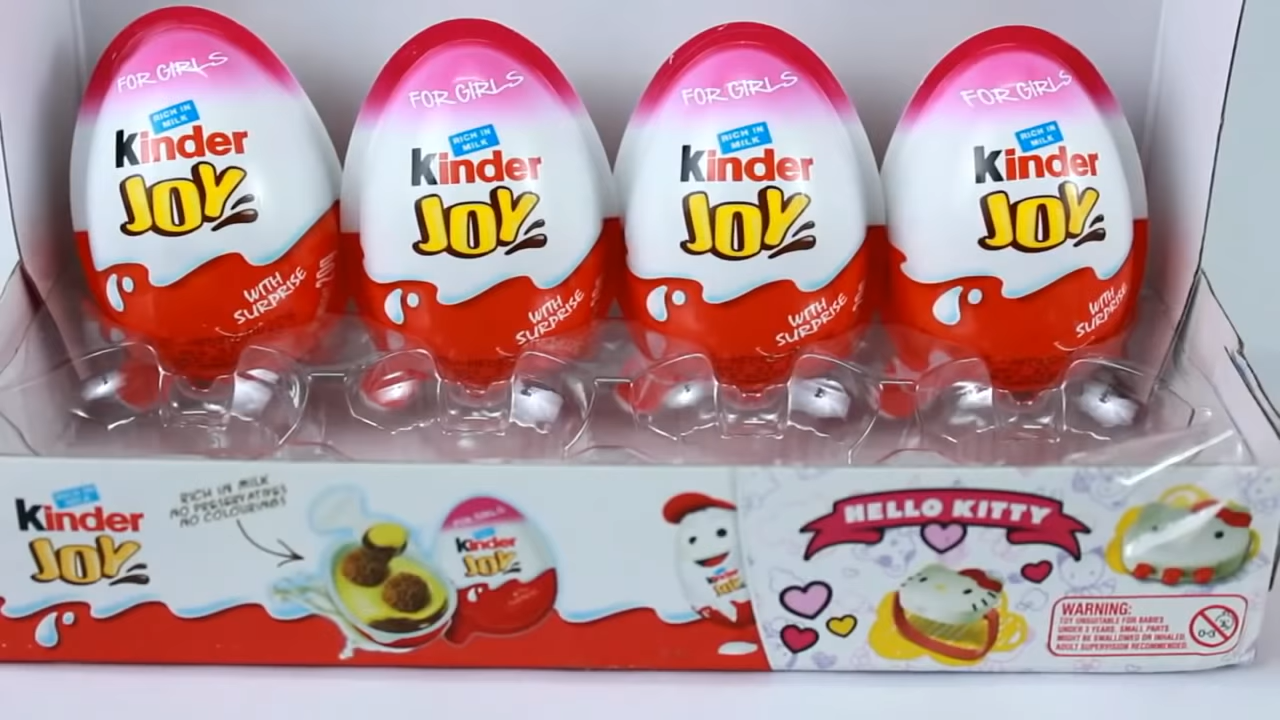 FOR GIRLS
RICH IN
MILK
Kinder
JOY
WITH
SURPRISE
FOR GIRLS
RICH IN
MILK
Kinder
JOY
WITH
SURPRISE
FOR GIRLS
RICH IN
MILK
Kinder
JOY
WITH
SURPRISE
FOR GIRLS
RICH IN
MILK
Kinder
JOY
WITH
SURPRISE
Kinder
JOY
RICH IN MILK
NO PRESERVATIVES
NO COLOURINGS
FOR GIRLS
Kinder
JOY
Kinder
HELLO KITTY
WARNING:
TOY UNSUITABLE FOR BABIES
UNDER 3 YEARS. SMALL PARTS
MIGHT BE SWALLOWED OR INHALED.
ADULT SUPERVISION RECOMMENDED.
0-3